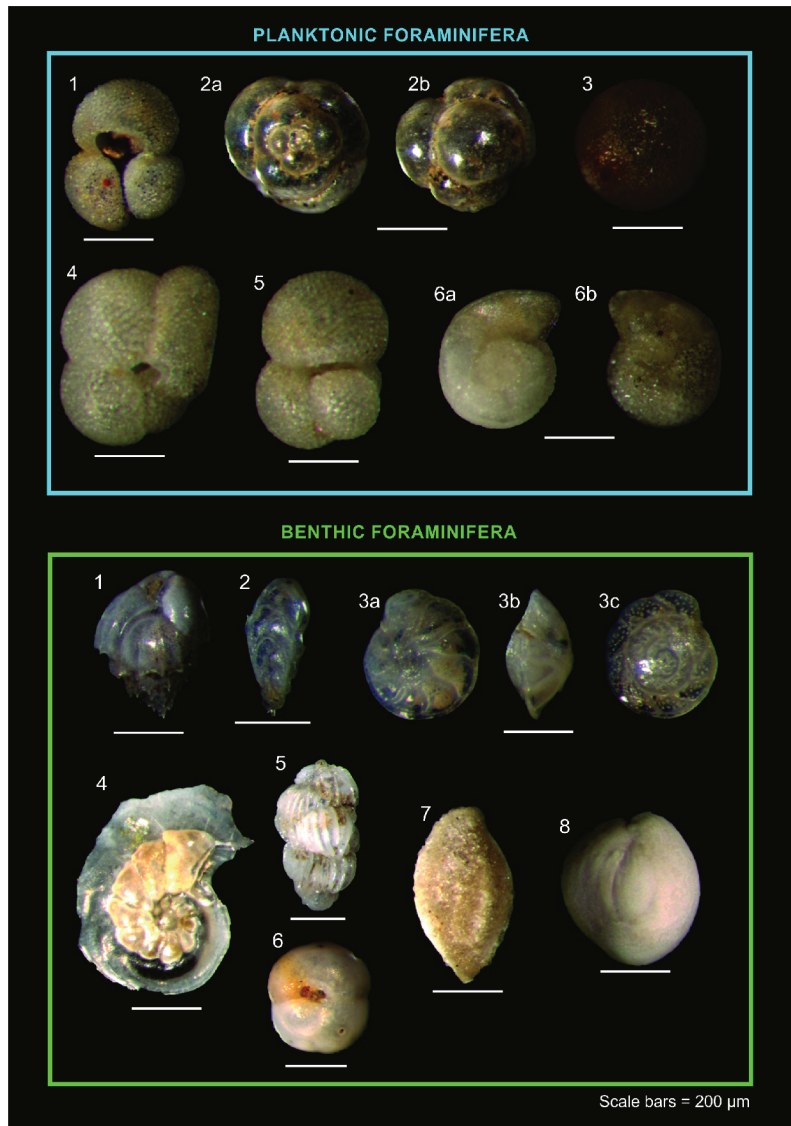 PLANKTONIC FORAMINIFERA
1
2a
2b
3
4
5
6a
6b
BENTHIC FORAMINIFERA
1
2
3a
3b
3c
4
5
6
7
8
Scale bars = 200 µm